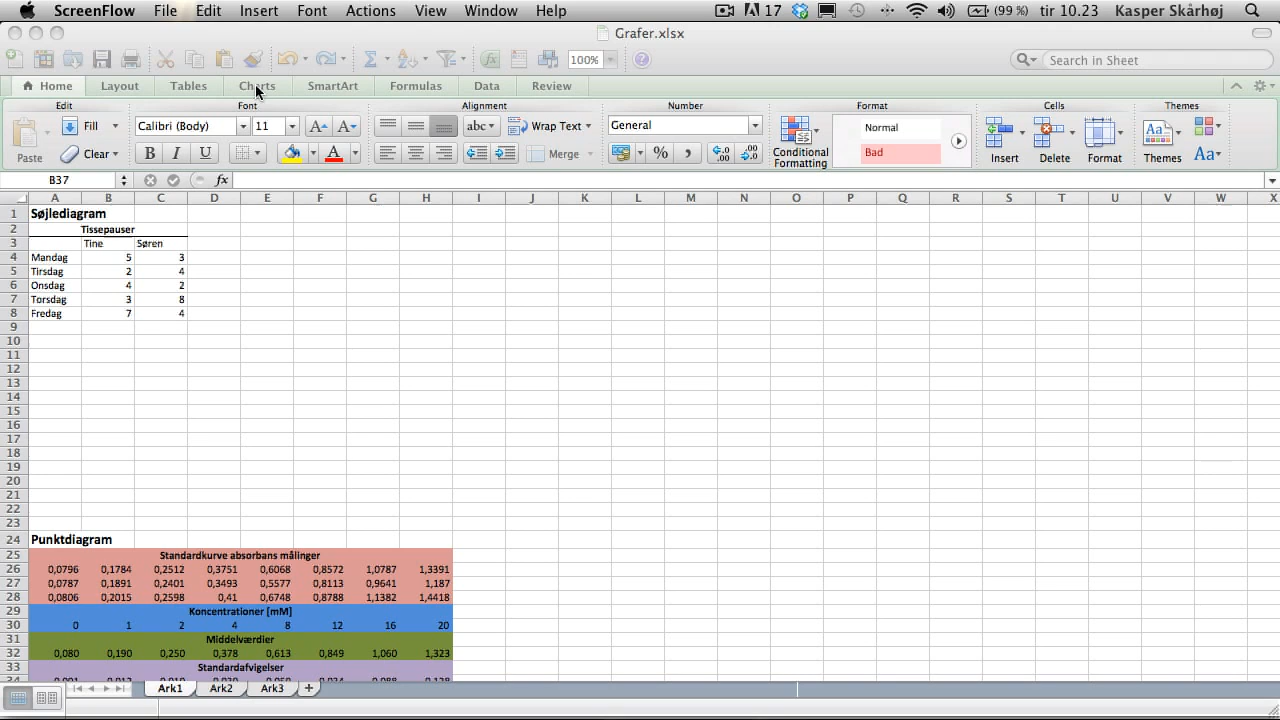 ScreenFlow File Edit Insert Font Actions View Window Help 17 (99 %) tir 10.23 Kasper Skårhøj
Grafer.xlsx
100% Search in Sheet
Home Layout Tables Charts SmartArt Formulas Data Review
Edit Font Alignment Number Format Cells Themes
Paste Fill Clear Calibri (Body) 11 A A abc Wrap Text Merge General Conditional Formatting Normal Bad Insert Delete Format Themes Aa
B I U A %
B37 fx
A B C D E F G H I J K L M N O P Q R S T U V W X
1 Søjlediagram
2 Tissepauser
3 Tine Søren
4 Mandag 5 3
5 Tirsdag 2 4
6 Onsdag 4 2
7 Torsdag 3 8
8 Fredag 7 4
9
10
11
12
13
14
15
16
17
18
19
20
21
22
23
24 Punktdiagram
25 Standardkurve absorbans målinger
26 0,0796 0,1784 0,2512 0,3751 0,6068 0,8572 1,0787 1,3391
27 0,0787 0,1891 0,2401 0,3493 0,5577 0,8113 0,9641 1,187
28 0,0806 0,2015 0,2598 0,41 0,6748 0,8788 1,1382 1,4418
29 Koncentrationer [mM]
30 0 1 2 4 8 12 16 20
31 Middelværdier
32 0,080 0,190 0,250 0,378 0,613 0,849 1,060 1,323
33 Standardafvigelser
Ark1 Ark2 Ark3